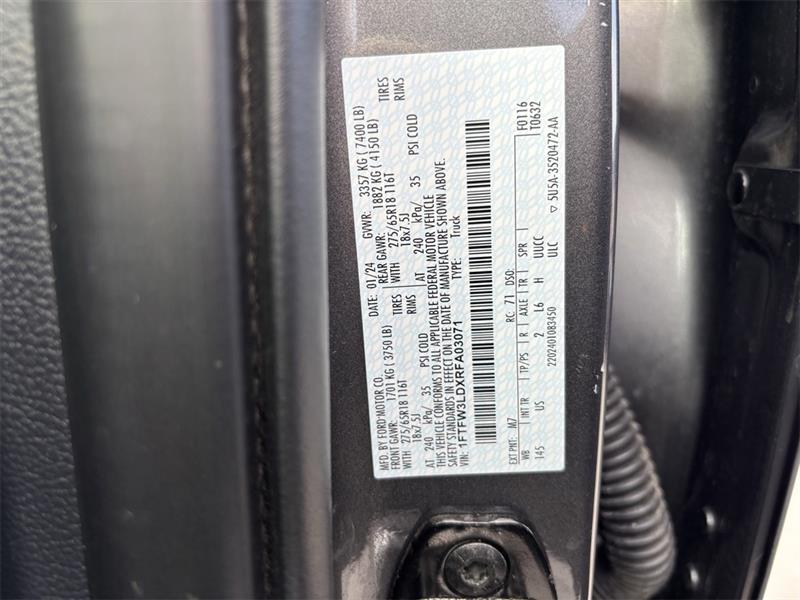 MFD. BY FORD MOTOR CO. DATE: 01/24 GVWR: 3357 KG ( 7400 LB)
FRONT GAWR: 1701 KG ( 3750 LB) REAR GAWR: 1882 KG ( 4150 LB)
WITH 275/65R18 116T TIRES WITH 275/65R18 116T TIRES
18x7.5J RIMS 18x7.5J RIMS
AT 240 kPa/ 35 PSI COLD AT 240 kPa/ 35 PSI COLD
THIS VEHICLE CONFORMS TO ALL APPLICABLE FEDERAL MOTOR VEHICLE
SAFETY STANDARDS IN EFFECT ON THE DATE OF MANUFACTURE SHOWN ABOVE.
VIN: 1FTFW3LDXRFA03071 TYPE: Truck
F0116
EXT PNT: M7 RC: 71 DSO: T0632
WB INT TR TP/PS R AXLE TR SPR
145 US 2 L6 H UUCC
ULC
2202401083450 ▽ 5U5A-3520472-AA